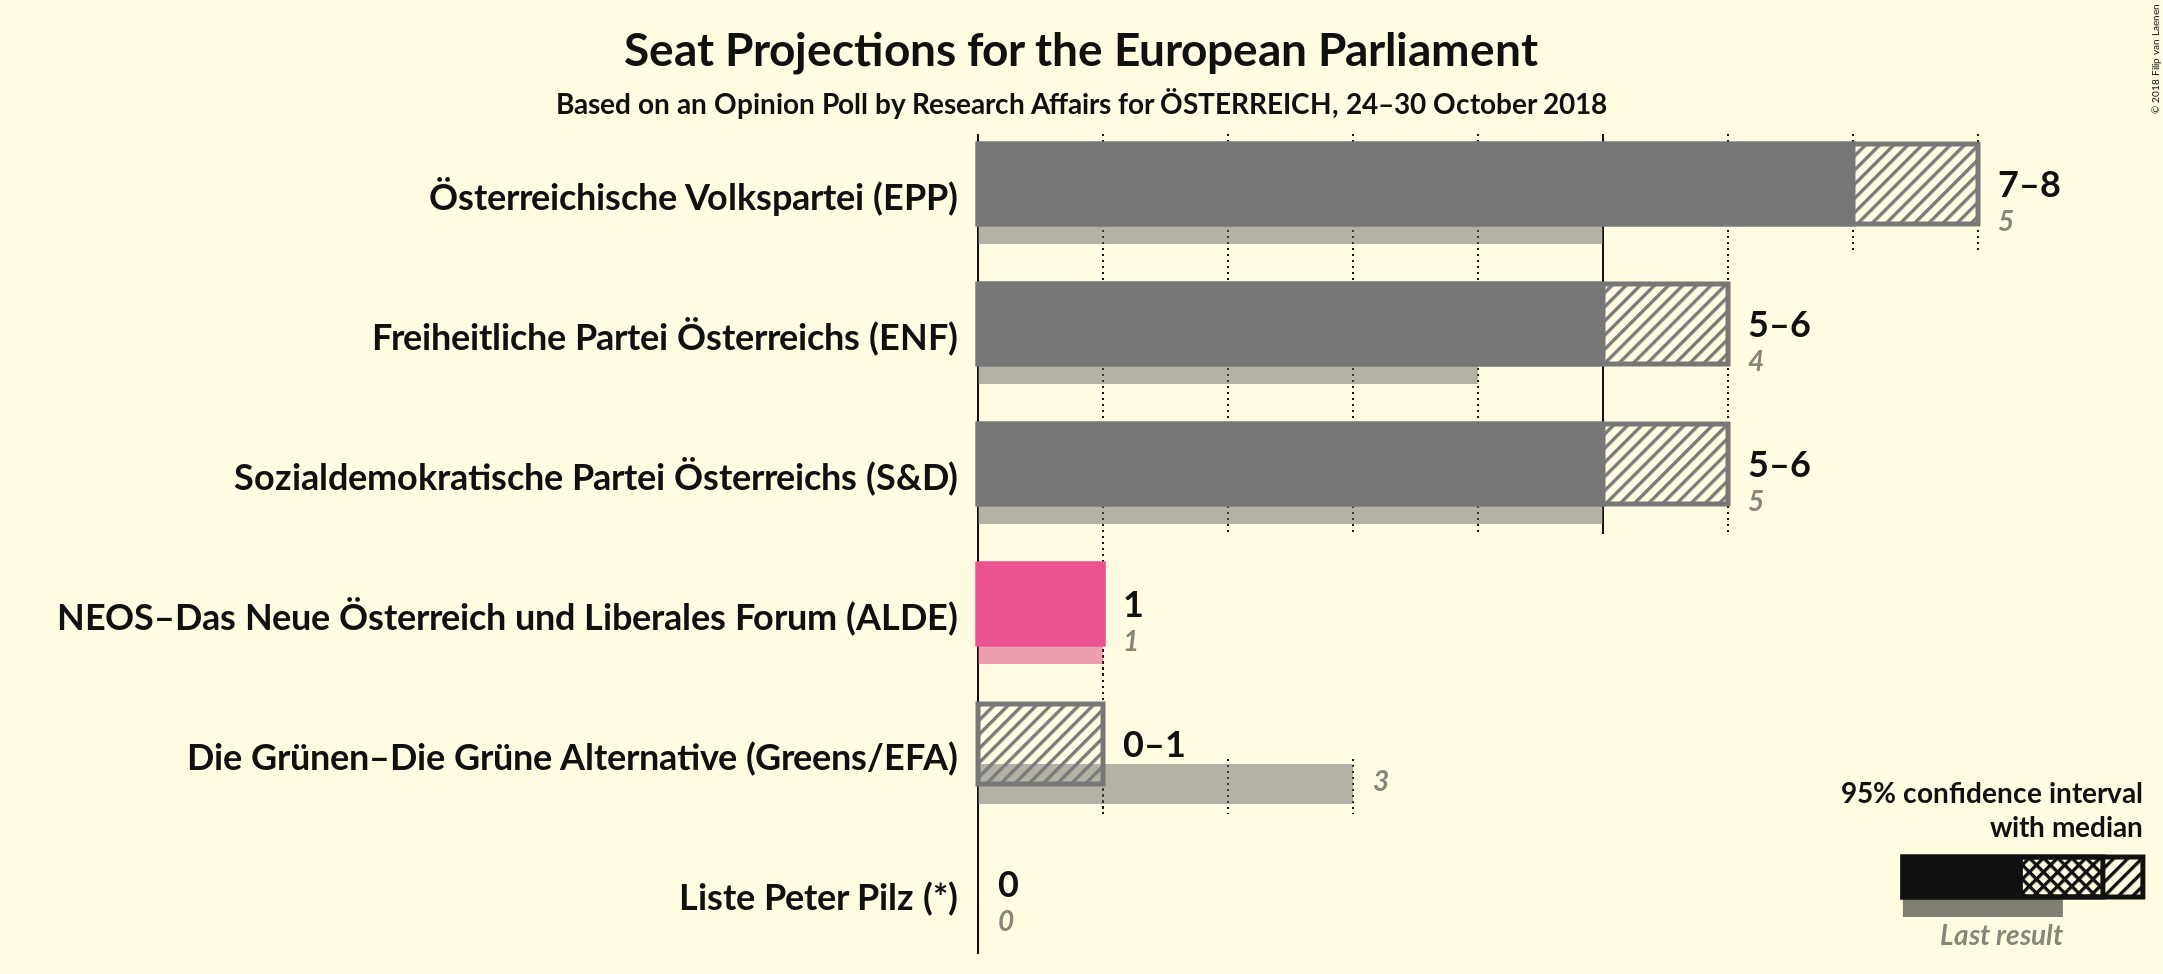 Seat Projections for the European Parliament
Based on an Opinion Poll by Research Affairs for ÖSTERREICH, 24–30 October 2018
© 2018 Filip van Laenen
Österreichische Volkspartei (EPP)
7–8
5
Freiheitliche Partei Österreichs (ENF)
5–6
4
Sozialdemokratische Partei Österreichs (S&D)
5–6
5
NEOS–Das Neue Österreich und Liberales Forum (ALDE)
1
1
Die Grünen–Die Grüne Alternative (Greens/EFA)
0–1
3
Liste Peter Pilz (*)
0
0
95% confidence interval
with median
Last result